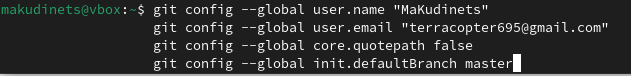 makudinets@vbox:~$ git config --global user.name "MaKudinets"
git config --global user.email "terracopter695@gmail.com"
git config --global core.quotepath false
git config --global init.defaultBranch master